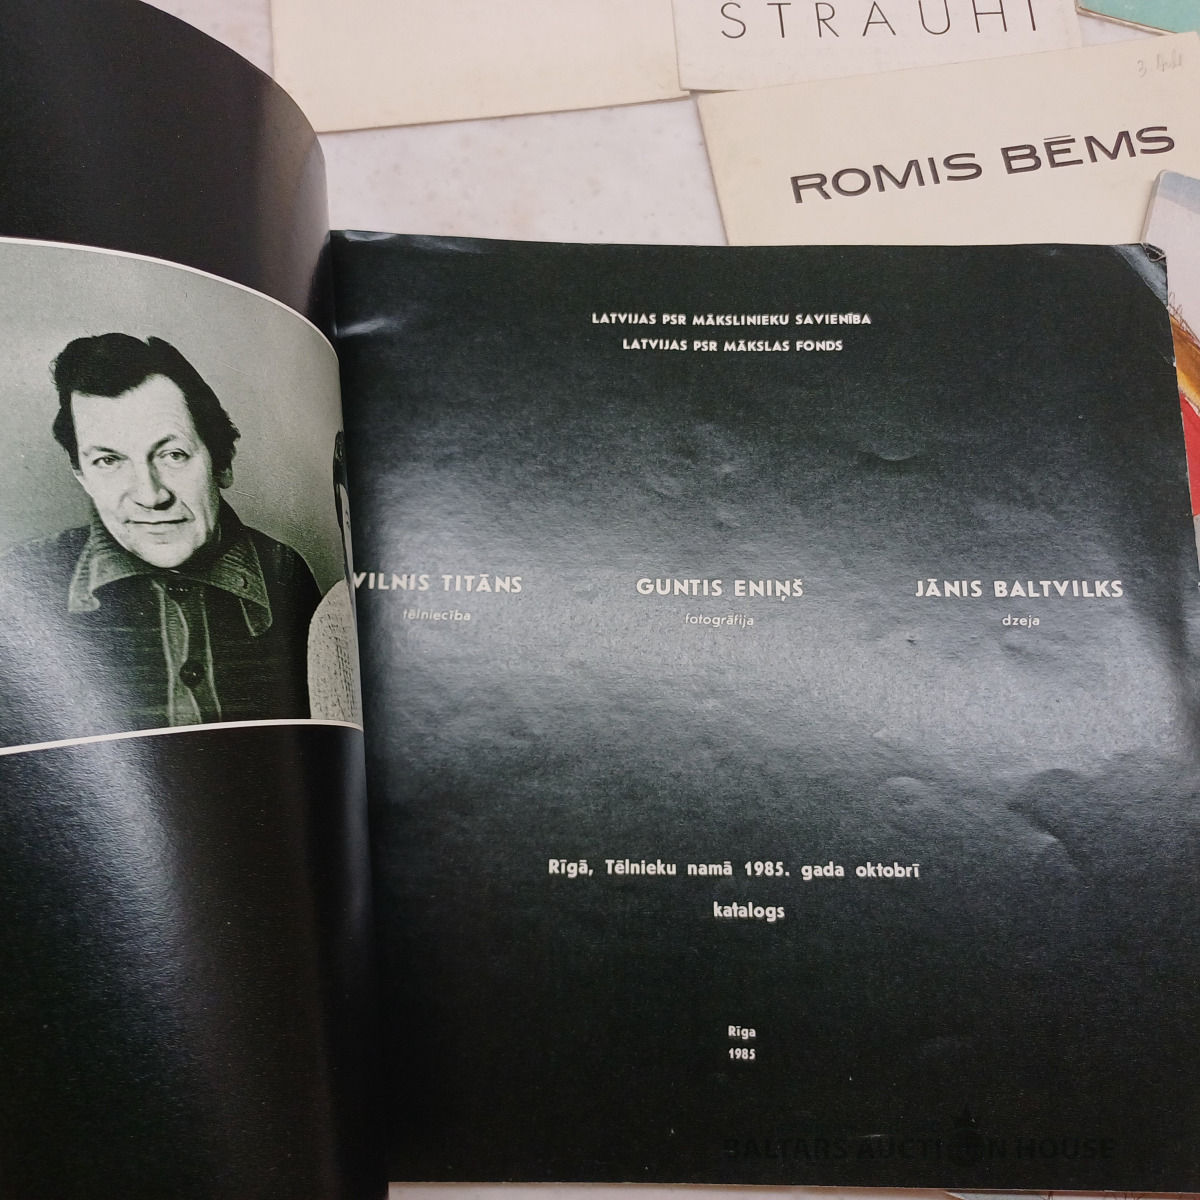 STRAUHI
ROMIS BĒMS
LATVIJAS PSR MĀKSLINIEKU SAVIENĪBA
LATVIJAS PSR MĀKSLAS FONDS
VILNIS TITĀNS
GUNTIS ENIŅŠ
JĀNIS BALTVILKS
tēlniecība
fotogrāfija
dzeja
Rīgā, Tēlnieku namā 1985. gada oktobrī
katalogs
Rīga
1985
BALTARS AUCTION HOUSE